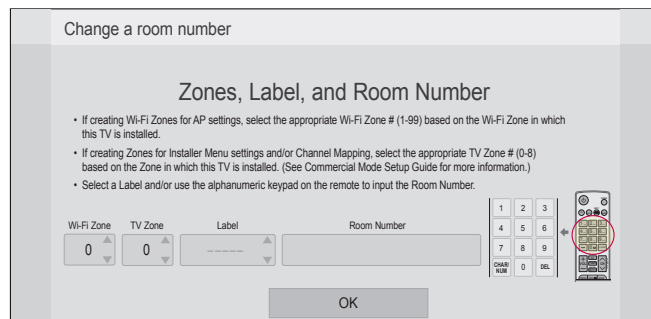 Change a room number
Zones, Label, and Room Number
• If creating Wi-Fi Zones for AP settings, select the appropriate Wi-Fi Zone # (1-99) based on the Wi-Fi Zone in which
this TV is installed.
• If creating Zones for Installer Menu settings and/or Channel Mapping, select the appropriate TV Zone # (0-8)
based on the Zone in which this TV is installed. (See Commercial Mode Setup Guide for more information.)
• Select a Label and/or use the alphanumeric keypad on the remote to input the Room Number.
Wi-Fi Zone TV Zone Label Room Number
0 0 -----
1 2 3
4 5 6
7 8 9
CHAR/
NUM 0 DEL
OK